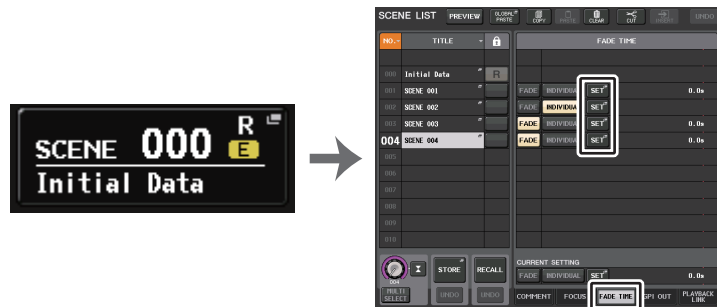 SCENE 000 R E
Initial Data
SCENE LIST PREVIEW GLOBAL PASTE COPY PASTE CLEAR CUT INSERT UNDO
NO. TITLE FADE TIME
000 Initial Data R
001 SCENE 001 FADE INDIVIDUAL SET 0.0s
002 SCENE 002 FADE INDIVIDUAL SET 0.0s
003 SCENE 003 FADE INDIVIDUAL SET 0.0s
004 SCENE 004 FADE INDIVIDUAL SET 0.0s
005
006
007
008
009
010
CURRENT SETTING
004 STORE RECALL FADE INDIVIDUAL SET 0.0s
MULTI SELECT UNDO UNDO COMMENT FOCUS FADE TIME GPI OUT PLAYBACK LINK